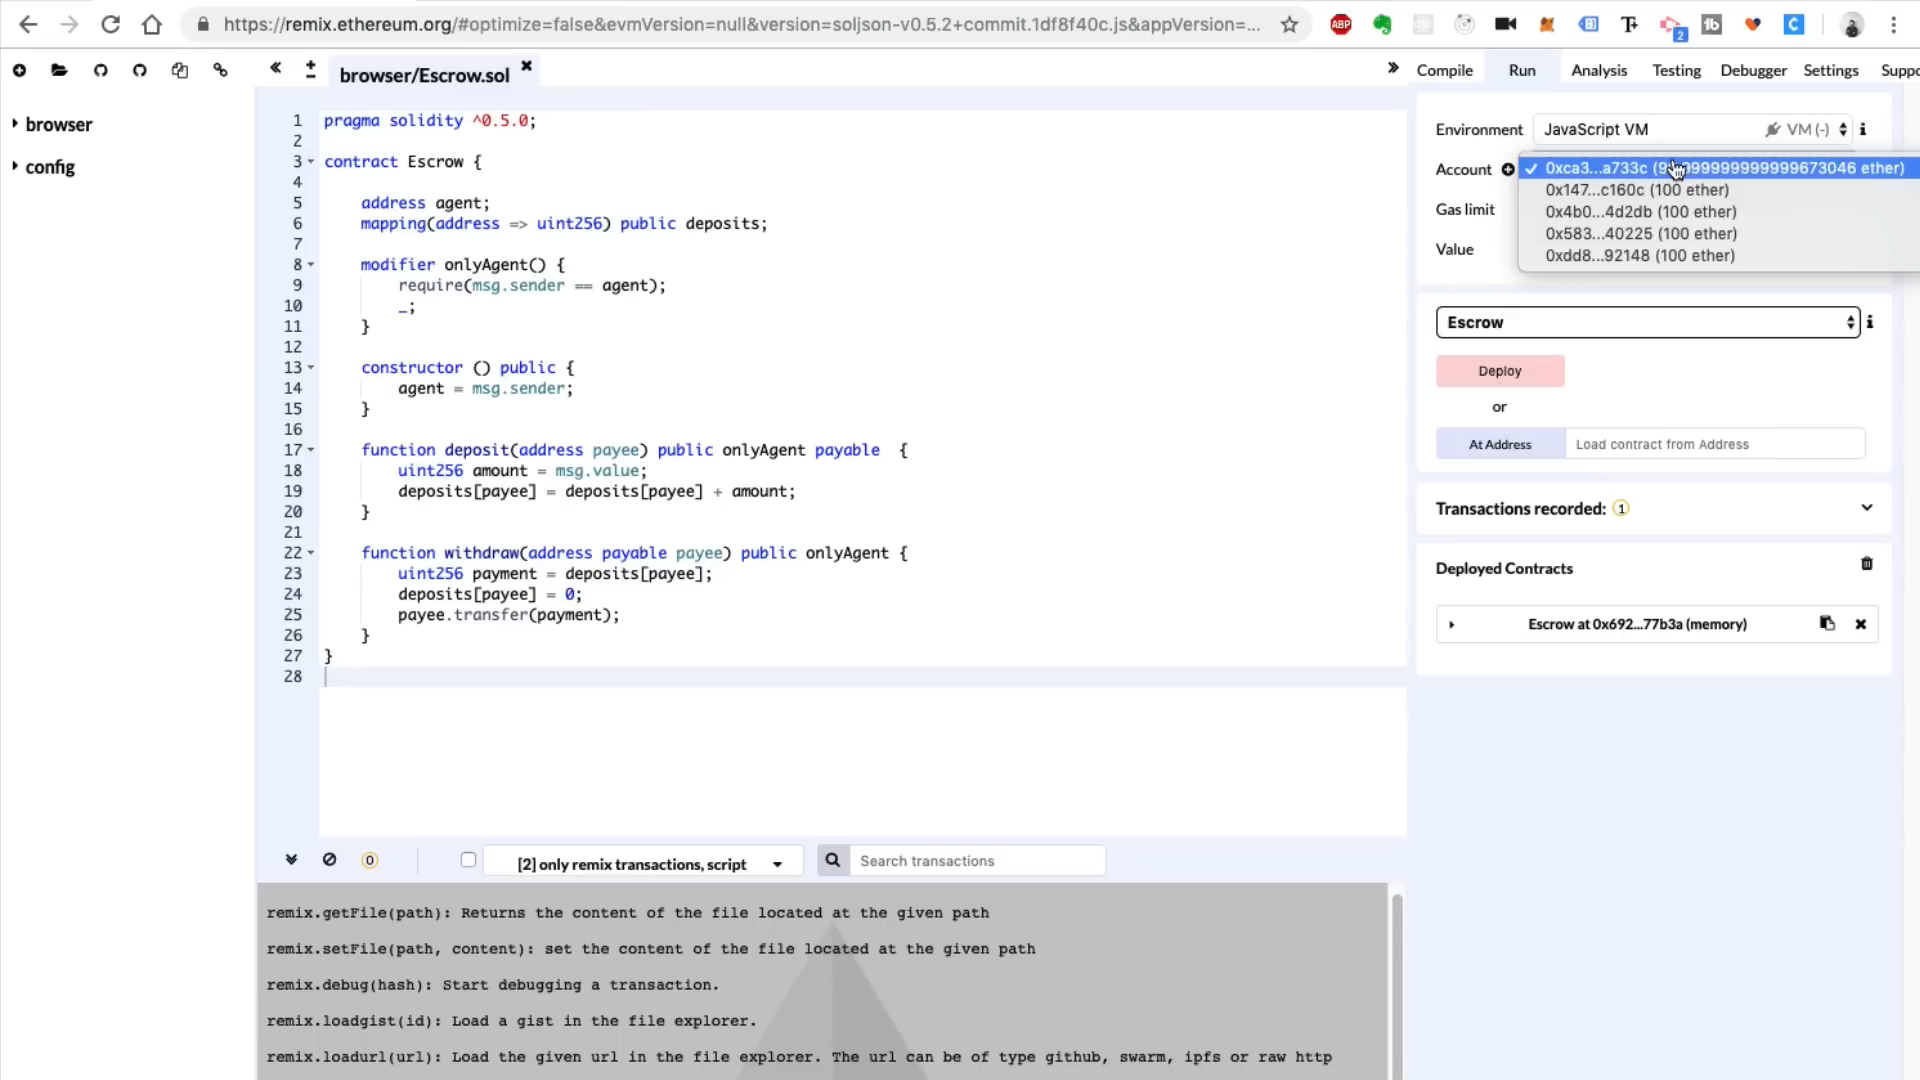 https://remix.ethereum.org/#optimize=false&evmVersion=null&version=soljson-v0.5.2+commit.1df8f40c.js&appVersion=...
ABP
2
C
browser/Escrow.sol
Compile
Run
Analysis
Testing
Debugger
Settings
Suppo
browser
config
1 pragma solidity ^0.5.0;
2
3 contract Escrow {
4
5 address agent;
6 mapping(address => uint256) public deposits;
7
8 modifier onlyAgent() {
9 require(msg.sender == agent);
10 _;
11 }
12
13 constructor () public {
14 agent = msg.sender;
15 }
16
17 function deposit(address payee) public onlyAgent payable {
18 uint256 amount = msg.value;
19 deposits[payee] = deposits[payee] + amount;
20 }
21
22 function withdraw(address payable payee) public onlyAgent {
23 uint256 payment = deposits[payee];
24 deposits[payee] = 0;
25 payee.transfer(payment);
26 }
27 }
28
Environment JavaScript VM VM (-) i
Account
0xca3...a733c ether)
0x147...c160c (100 ether)
0x4b0...4d2db (100 ether)
0x583...40225 (100 ether)
0xdd8...92148 (100 ether)
Gas limit
Value
Escrow i
Deploy
or
At Address Load contract from Address
Transactions recorded: 1
Deployed Contracts
Escrow at 0x692...77b3a (memory)
0 [2] only remix transactions, script Search transactions
remix.getFile(path): Returns the content of the file located at the given path
remix.setFile(path, content): set the content of the file located at the given path
remix.debug(hash): Start debugging a transaction.
remix.loadgist(id): Load a gist in the file explorer.
remix.loadurl(url): Load the given url in the file explorer. The url can be of type github, swarm, ipfs or raw http